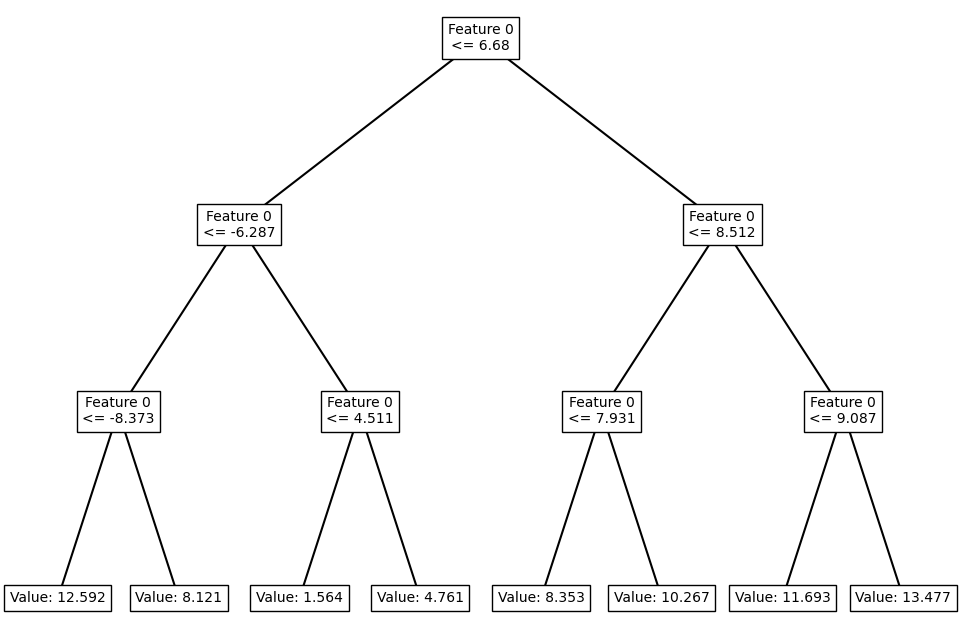 Feature 0
<= 6.68
Feature 0
<= -6.287
Feature 0
<= 8.512
Feature 0
<= -8.373
Feature 0
<= 4.511
Feature 0
<= 7.931
Feature 0
<= 9.087
Value: 12.592
Value: 8.121
Value: 1.564
Value: 4.761
Value: 8.353
Value: 10.267
Value: 11.693
Value: 13.477